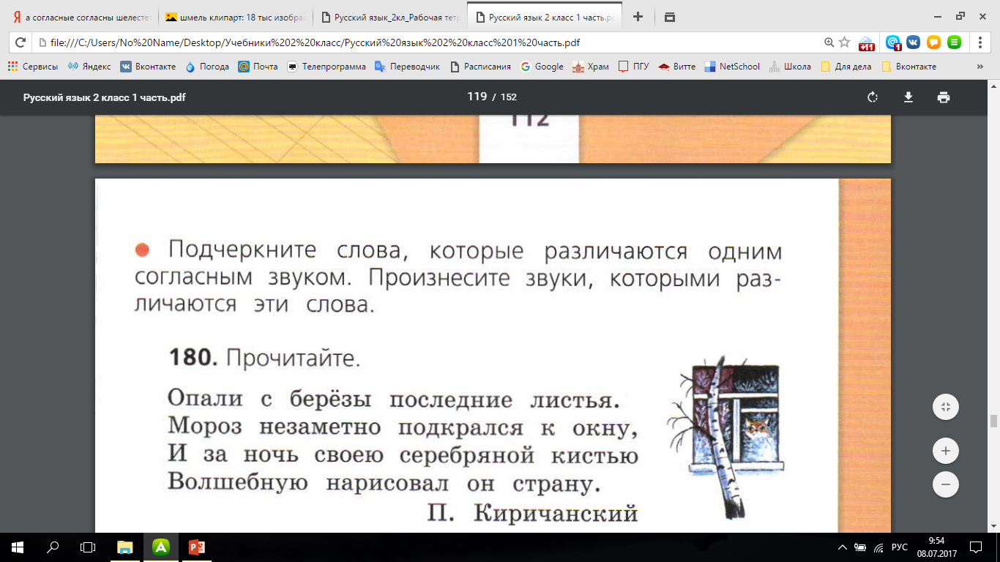 а согласные согласны шелесте
шмель клипарт: 18 тыс изобра
Русский язык_2кл_Рабочая тетр
Русский язык 2 класс 1 часть.pd
file:///C:/Users/No%20Name/Desktop/Учебники%202%20класс/Русский%20язык%202%20класс%201%20часть.pdf
Сервисы Яндекс Вконтакте Погода Почта Телепрограмма Переводчик Расписания Google Храм ПГУ Витте NetSchool Школа Для дела Вконтакте »
Русский язык 2 класс 1 часть.pdf
119 / 152
112
Подчеркните слова, которые различаются одним
согласным звуком. Произнесите звуки, которыми раз-
личаются эти слова.
180. Прочитайте.
Опали с берёзы последние листья.
Мороз незаметно подкрался к окну,
И за ночь своею серебряной кистью
Волшебную нарисовал он страну.
П. Киричанский
РУС
9:54
08.07.2017